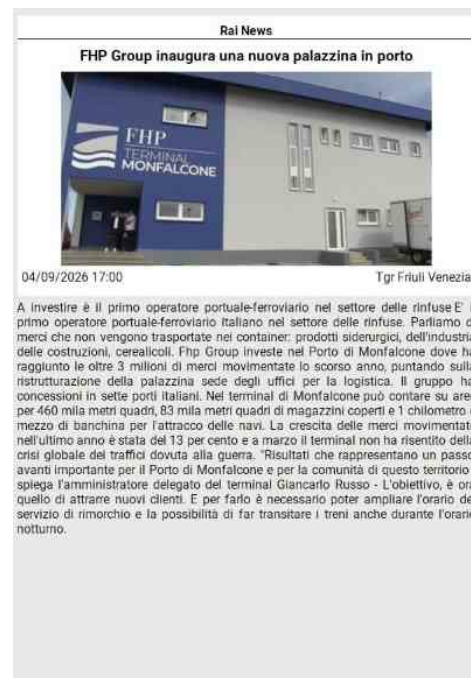 Rai News
FHP Group inaugura una nuova palazzina in porto
FHP
TERMINAL
MONFALCONE
04/09/2026 17:00
Tgr Friuli Venezia
A investire è il primo operatore portuale-ferroviario nel settore delle rinfuse E'
primo operatore portuale-ferroviario italiano nel settore delle rinfuse. Parliamo d
merci che non vengono trasportate nei container: prodotti siderurgici, dell'industria
delle costruzioni, cerealicoli. Fhp Group investe nel Porto di Monfalcone dove ha
raggiunto le oltre 3 milioni di merci movimentate lo scorso anno, puntando sulla
ristrutturazione della palazzina sede degli uffici per la logistica. Il gruppo ha
concessioni in sette porti italiani. Nel terminal di Monfalcone può contare su aree
per 460 mila metri quadri, 83 mila metri quadri di magazzini coperti e 1 chilometro e
mezzo di banchina per l'attracco delle navi. La crescita delle merci movimentate
nell'ultimo anno è stata del 13 per cento e a marzo il terminal non ha risentito della
crisi globale del traffici dovuta alla guerra. "Risultati che rappresentano un passo
avanti importante per il Porto di Monfalcone e per la comunità di questo territorio -
spiega l'amministratore delegato del terminal Giancarlo Russo - L'obiettivo, è ora
quello di attrarre nuovi clienti. E per farlo è necessario poter ampliare l'orario del
servizio di rimorchio e la possibilità di far transitare i treni anche durante l'orario
notturno.